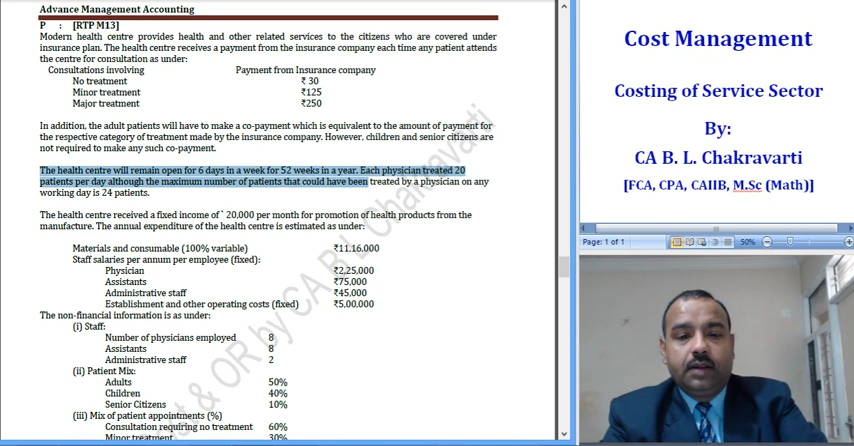 Advance Management Accounting
P : [RTP M13]
Modern health centre provides health and other related services to the citizens who are covered under
insurance plan. The health centre receives a payment from the insurance company each time any patient attends
the centre for consultation as under:
Consultations involving Payment from Insurance company
No treatment ₹ 30
Minor treatment ₹125
Major treatment ₹250
In addition, the adult patients will have to make a co-payment which is equivalent to the amount of payment for
the respective category of treatment made by the insurance company. However, children and senior citizens are
not required to make any such co-payment.
The health centre will remain open for 6 days in a week for 52 weeks in a year. Each physician treated 20
patients per day although the maximum number of patients that could have been treated by a physician on any
working day is 24 patients.
The health centre received a fixed income of ` 20,000 per month for promotion of health products from the
manufacture. The annual expenditure of the health centre is estimated as under:
Materials and consumable (100% variable) ₹11,16,000
Staff salaries per annum per employee (fixed):
Physician ₹2,25,000
Assistants ₹75,000
Administrative staff ₹45,000
Establishment and other operating costs (fixed) ₹5,00,000
The non-financial information is as under:
(i) Staff:
Number of physicians employed 8
Assistants 8
Administrative staff 2
(ii) Patient Mix:
Adults 50%
Children 40%
Senior Citizens 10%
(iii) Mix of patient appointments (%)
Consultation requiring no treatment 60%
Minor treatment 30%
st & OR by CA B L Chakravarti
Cost Management
Costing of Service Sector
By:
CA B. L. Chakravarti
[FCA, CPA, CAIIB, M.Sc (Math)]
Page: 1 of 1 50%